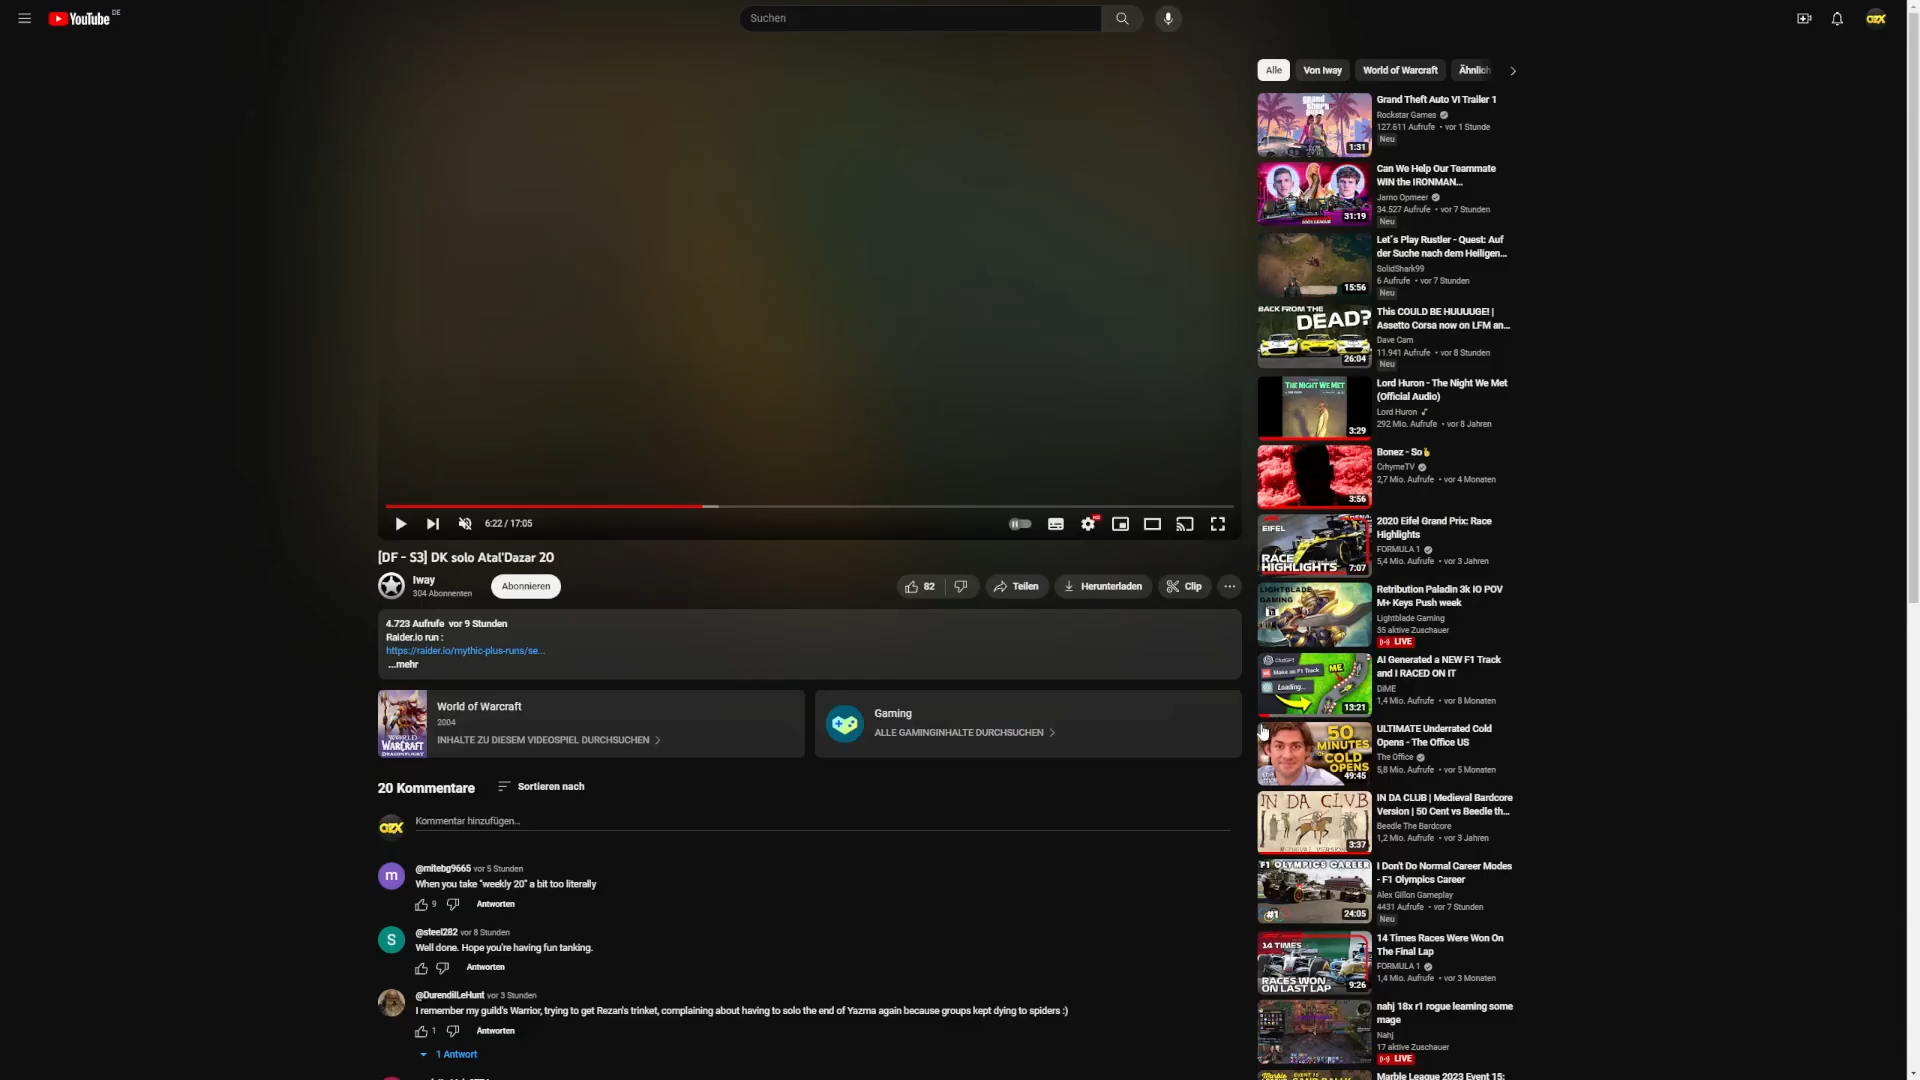 YouTube DE
Suchen
OZX
[DF - S3] DK solo Atal'Dazar 20
6:22 / 17:05
Iway
304 Abonnenten
Abonnieren
82
Teilen
Herunterladen
Clip
4.723 Aufrufe vor 9 Stunden
Raider.io run :
https://raider.io/mythic-plus-runs/se...
...mehr
World of Warcraft
2004
INHALTE ZU DIESEM VIDEOSPIEL DURCHSUCHEN
Gaming
ALLE GAMINGINHALTE DURCHSUCHEN
20 Kommentare
Sortieren nach
OZX
Kommentar hinzufügen...
m
@mitebg9665 vor 5 Stunden
When you take "weekly 20" a bit too literally
9
Antworten
S
@steel282 vor 8 Stunden
Well done. Hope you're having fun tanking.
Antworten
@DurendilLeHunt vor 3 Stunden
I remember my guild's Warrior, trying to get Rezan's trinket, complaining about having to solo the end of Yazma again because groups kept dying to spiders :)
1
Antworten
1 Antwort
Alle
Von Iway
World of Warcraft
Ähnlich
1:31
Grand Theft Auto VI Trailer 1
Rockstar Games
127.611 Aufrufe • vor 1 Stunde
Neu
31:19
Can We Help Our Teammate
WIN the IRONMAN...
Jarno Opmeer
34.527 Aufrufe • vor 7 Stunden
Neu
15:56
Let´s Play Rustler - Quest: Auf
der Suche nach dem Heiligen...
SolidShark99
6 Aufrufe • vor 7 Stunden
Neu
BACK FROM THE
DEAD?
26:04
This COULD BE HUUUUGE! |
Assetto Corsa now on LFM an...
Dave Cam
11.941 Aufrufe • vor 8 Stunden
Neu
THE NIGHT WE MET
3:29
Lord Huron - The Night We Met
(Official Audio)
Lord Huron
292 Mio. Aufrufe • vor 8 Jahren
3:56
Bonez - So
CrhymeTV
2,7 Mio. Aufrufe • vor 4 Monaten
EIFEL
RACE
HIGHLIGHTS
7:07
2020 Eifel Grand Prix: Race
Highlights
FORMULA 1
5,4 Mio. Aufrufe • vor 3 Jahren
LIGHTBLADE
GAMING
Retribution Paladin 3k IO POV
M+ Keys Push week
Lightblade Gaming
35 aktive Zuschauer
LIVE
ChatGPT
Make an F1 Track
ME
Loading...
13:21
AI Generated a NEW F1 Track
and I RACED ON IT
DiME
1,4 Mio. Aufrufe • vor 8 Monaten
50
MINUTES
OF
COLD
OPENS
49:45
ULTIMATE Underrated Cold
Opens - The Office US
The Office
5,8 Mio. Aufrufe • vor 5 Monaten
IN DA CLVB
MEDIEVAL VERSION
3:37
IN DA CLUB | Medieval Bardcore
Version | 50 Cent vs Beedle th...
Beedle The Bardcore
1,2 Mio. Aufrufe • vor 3 Jahren
F1 OLYMPICS CAREER
#1
24:05
I Don't Do Normal Career Modes
- F1 Olympics Career
Alex Gillon Gameplay
4431 Aufrufe • vor 7 Stunden
Neu
14 TIMES
RACES
WON ON LAST LAP
9:26
14 Times Races Were Won On
The Final Lap
FORMULA 1
1,4 Mio. Aufrufe • vor 3 Monaten
nahj 18x r1 rogue learning some
mage
Nahj
17 aktive Zuschauer
LIVE
Marble League 2023 Event 15: